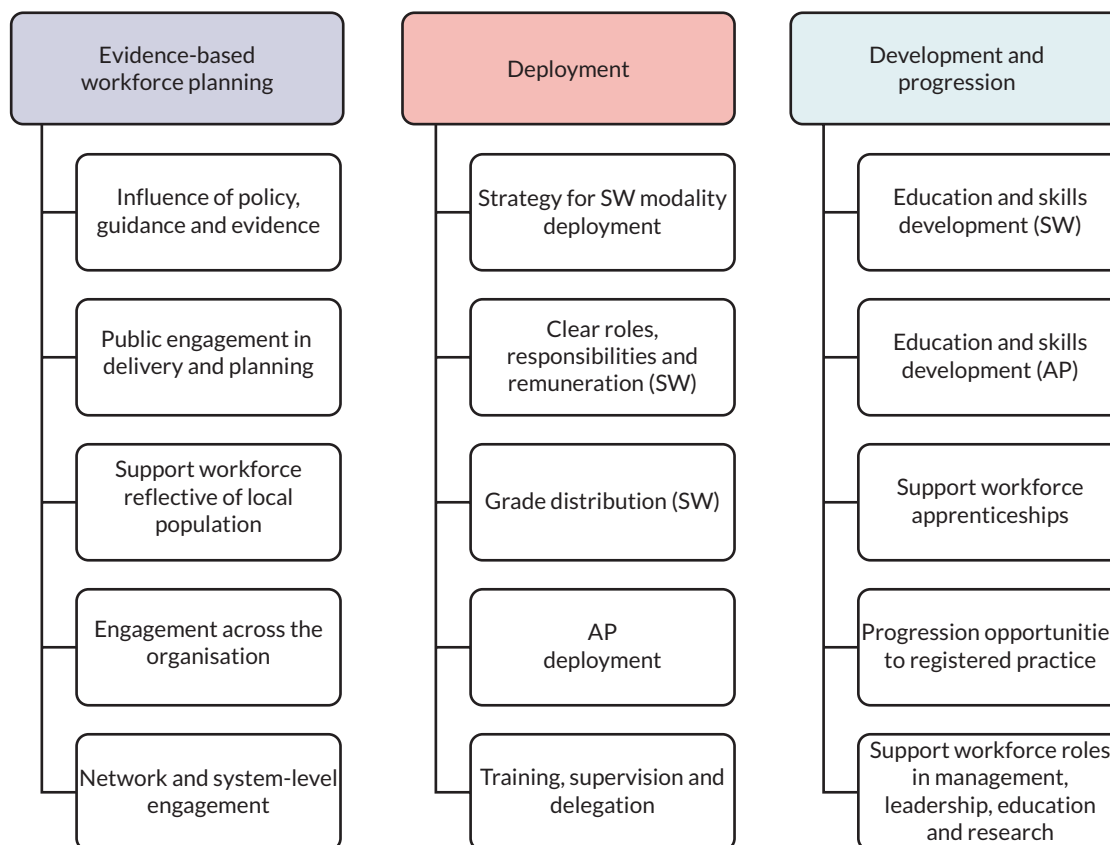 Evidence-based
workforce planning
Influence of policy,
guidance and evidence
Public engagement in
delivery and planning
Support workforce
reflective of local
population
Engagement across the
organisation
Network and system-level
engagement
Deployment
Strategy for SW modality
deployment
Clear roles,
responsibilities and
remuneration (SW)
Grade distribution (SW)
AP
deployment
Training, supervision and
delegation
Development and
progression
Education and skills
development (SW)
Education and skills
development (AP)
Support workforce
apprenticeships
Progression opportunitie
to registered practice
Support workforce roles
in management,
leadership, education
and research